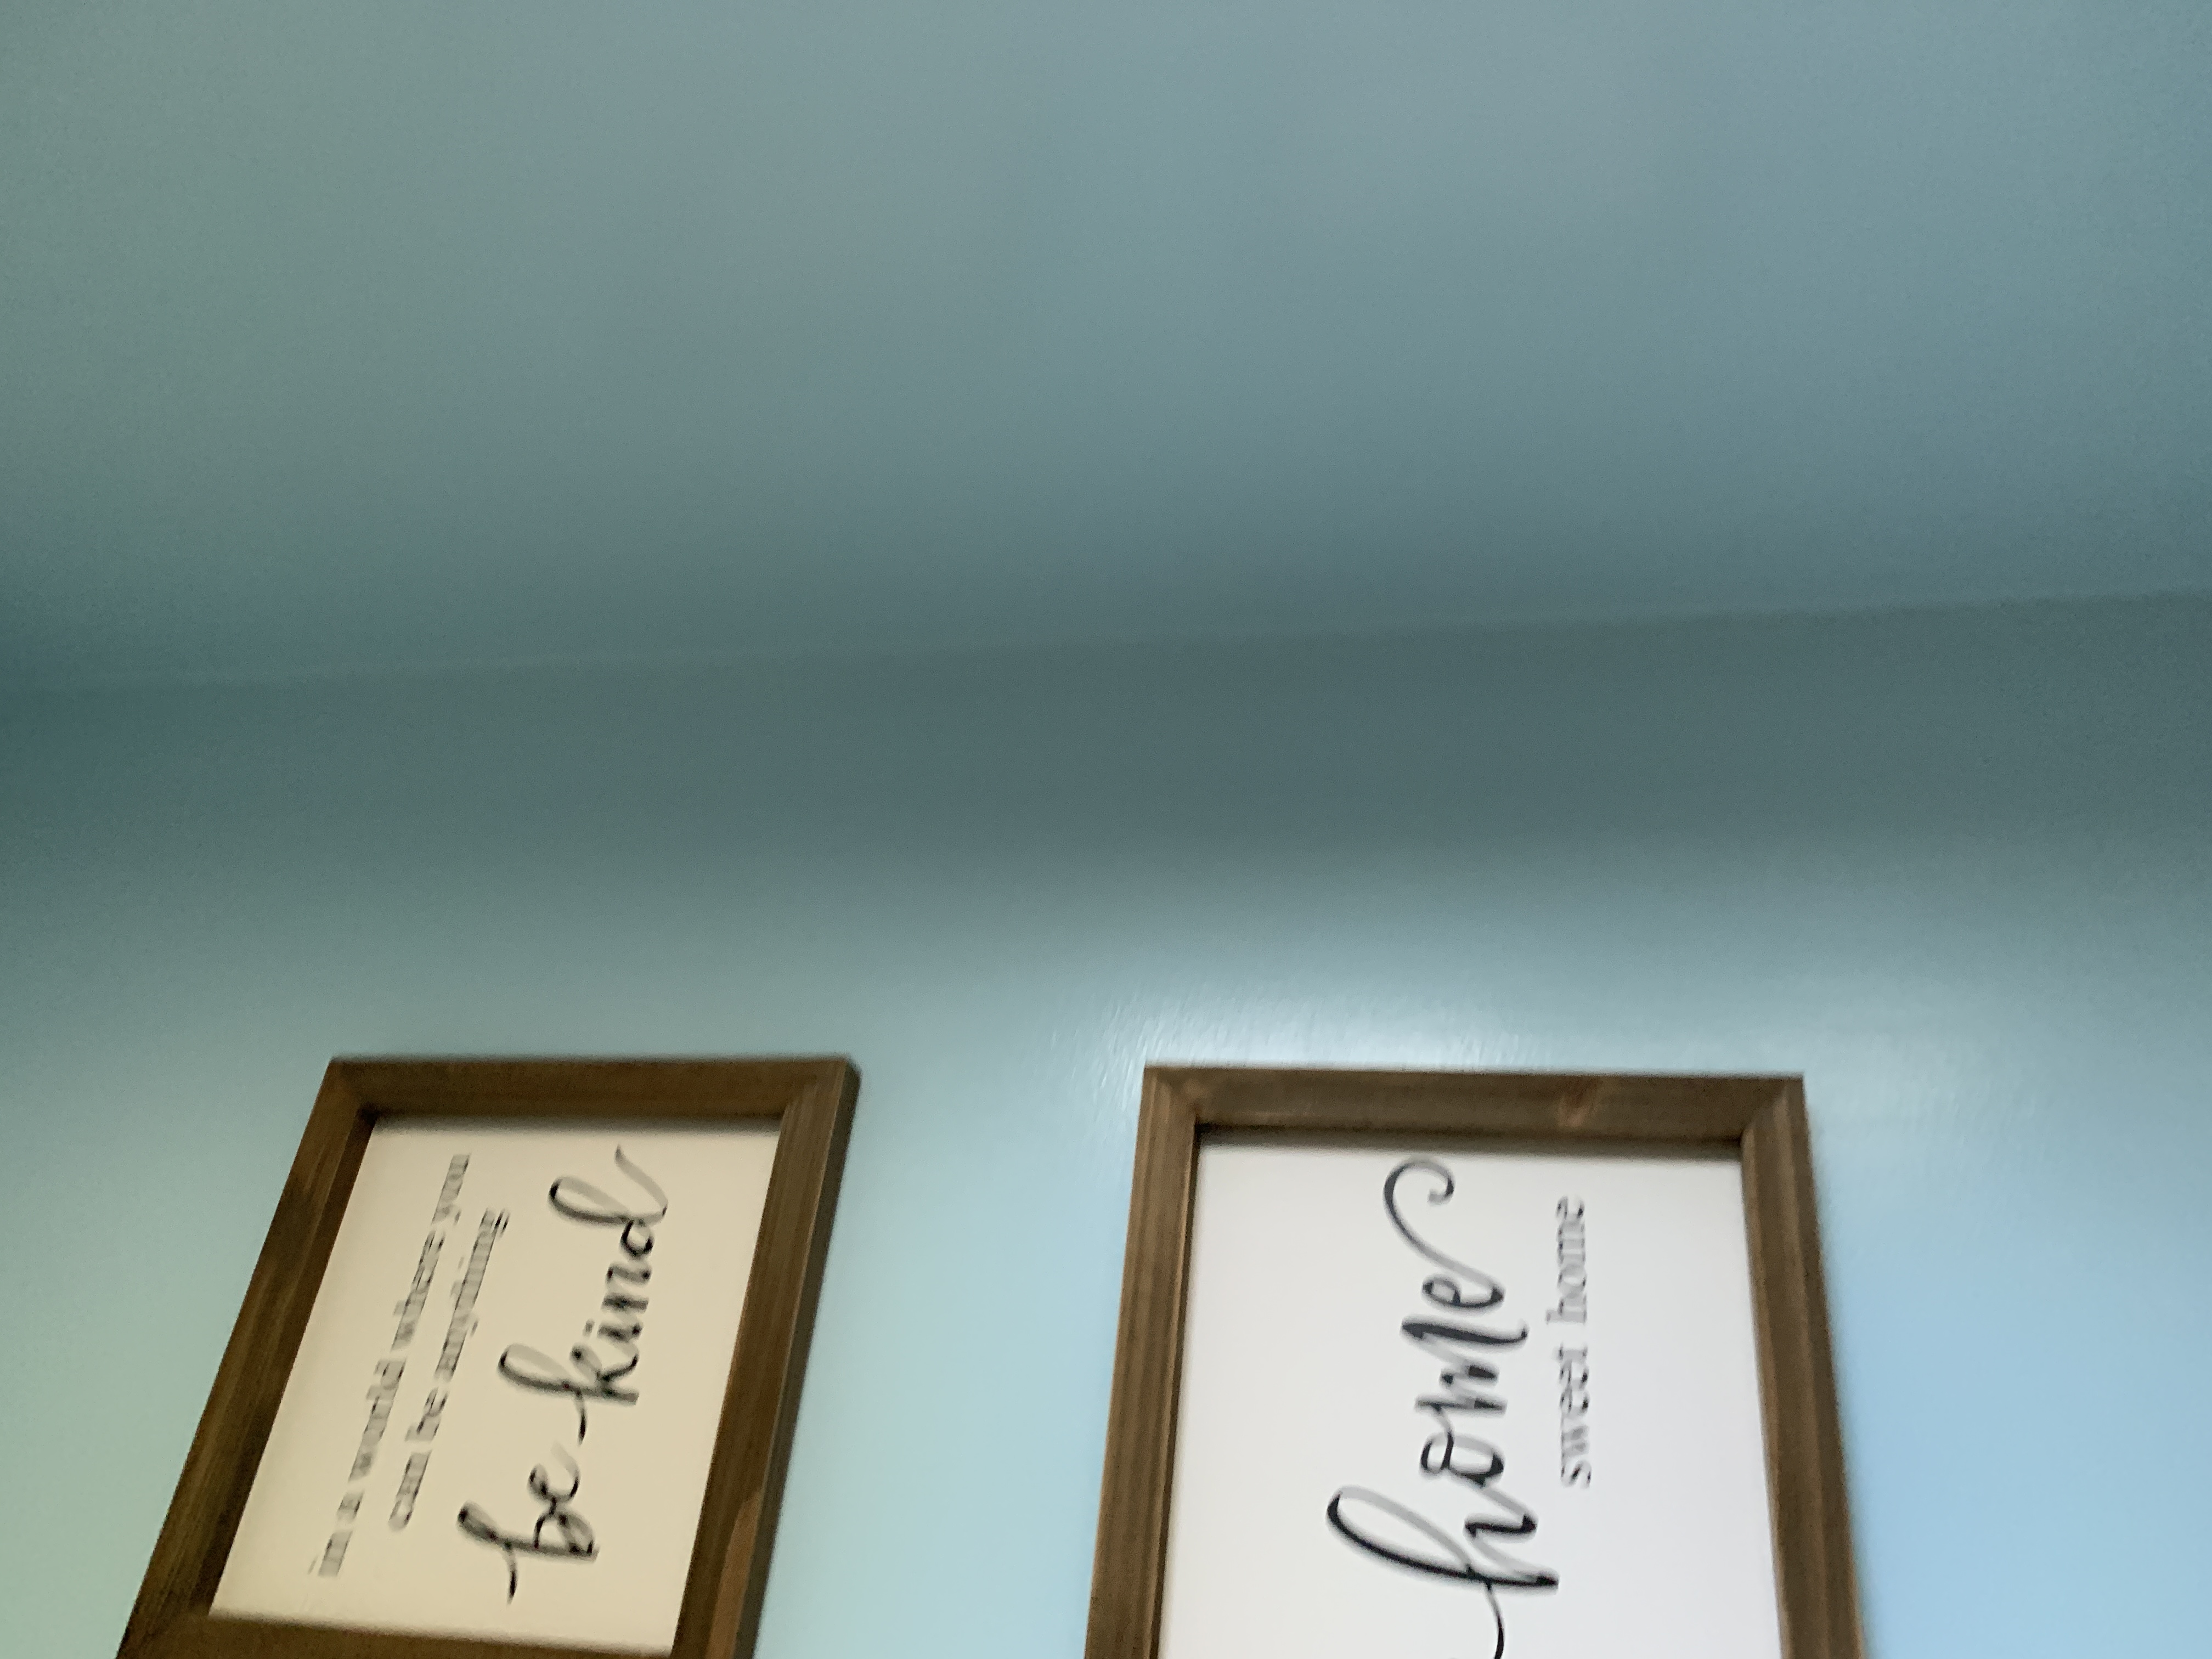 in a world where you
can be anything
be kind
home
sweet home